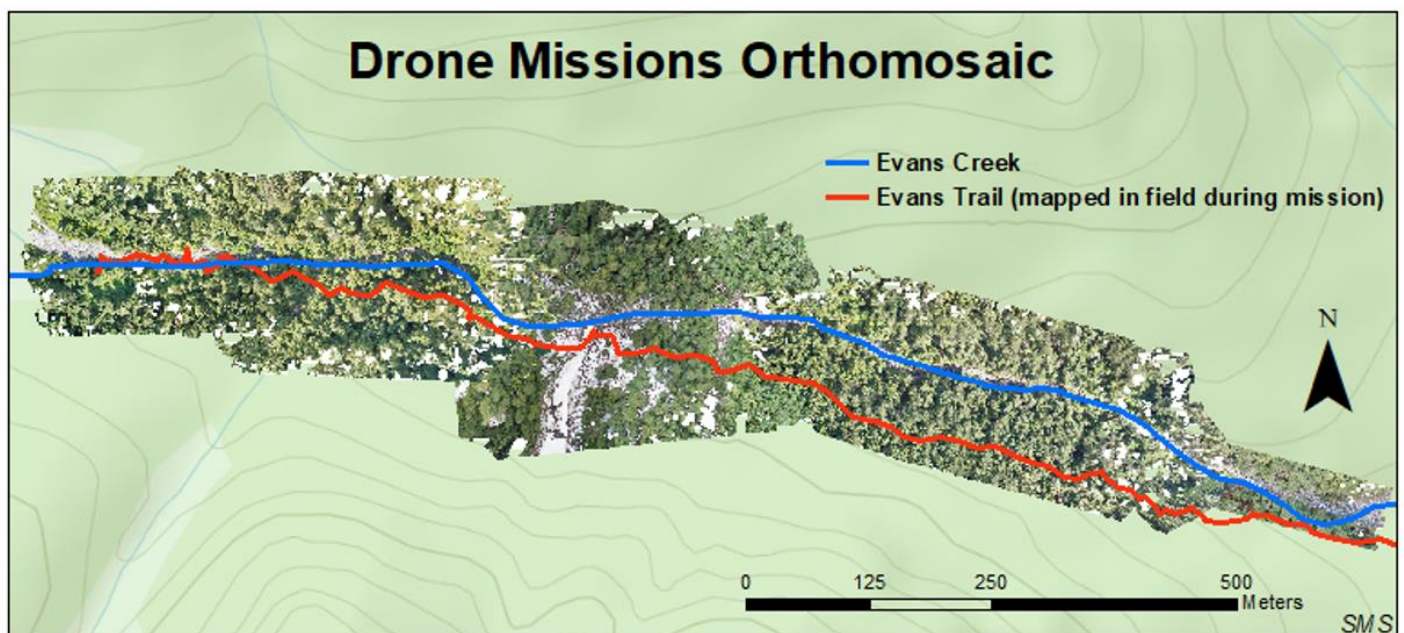 Drone Missions Orthomosaic
Evans Creek
Evans Trail (mapped in field during mission)
N
0 125 250 500
Meters
SMS